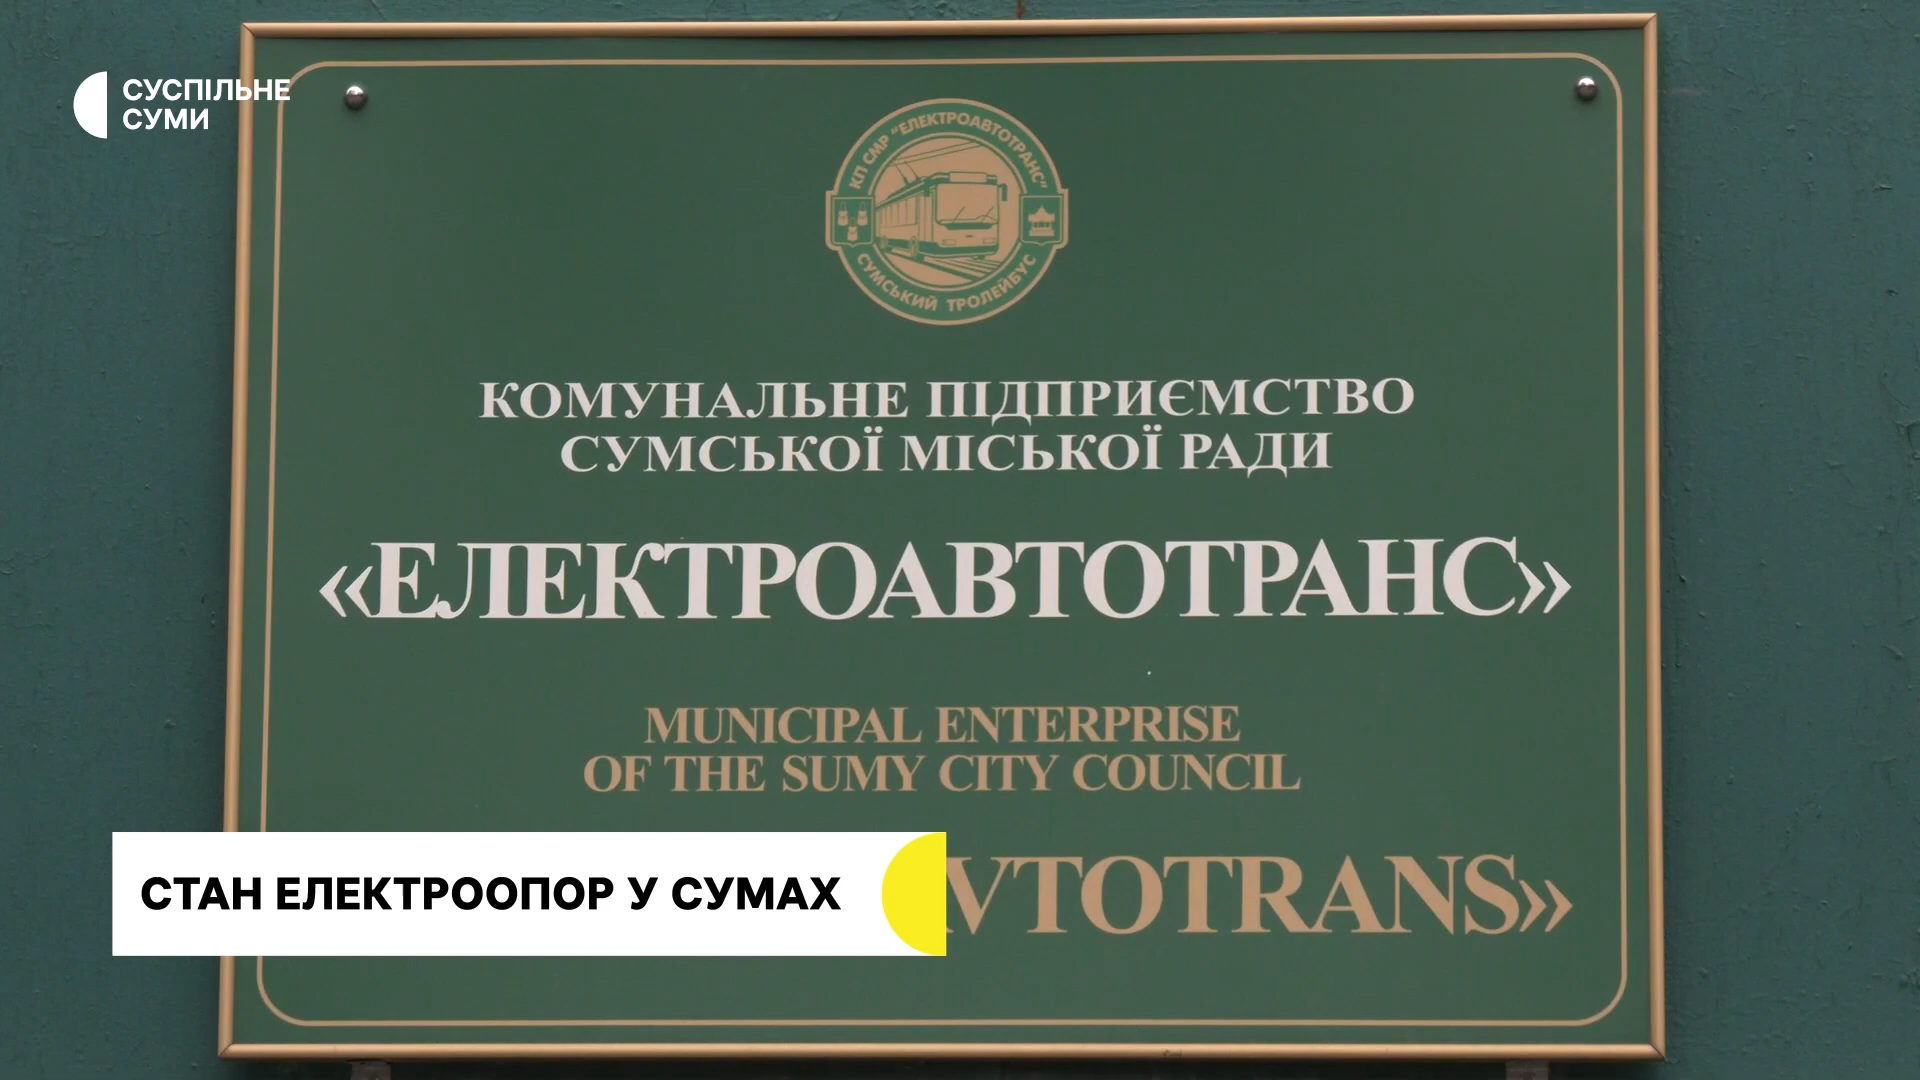 СУСПІЛЬНЕ
СУМИ
КП СМР "ЕЛЕКТРОАВТОТРАНС"
СУМСЬКИЙ ТРОЛЕЙБУС
КОМУНАЛЬНЕ ПІДПРИЄМСТВО
СУМСЬКОЇ МІСЬКОЇ РАДИ
«ЕЛЕКТРОАВТОТРАНС»
MUNICIPAL ENTERPRISE
OF THE SUMY CITY COUNCIL
VTOTRANS»
СТАН ЕЛЕКТРООПОР У СУМАХ